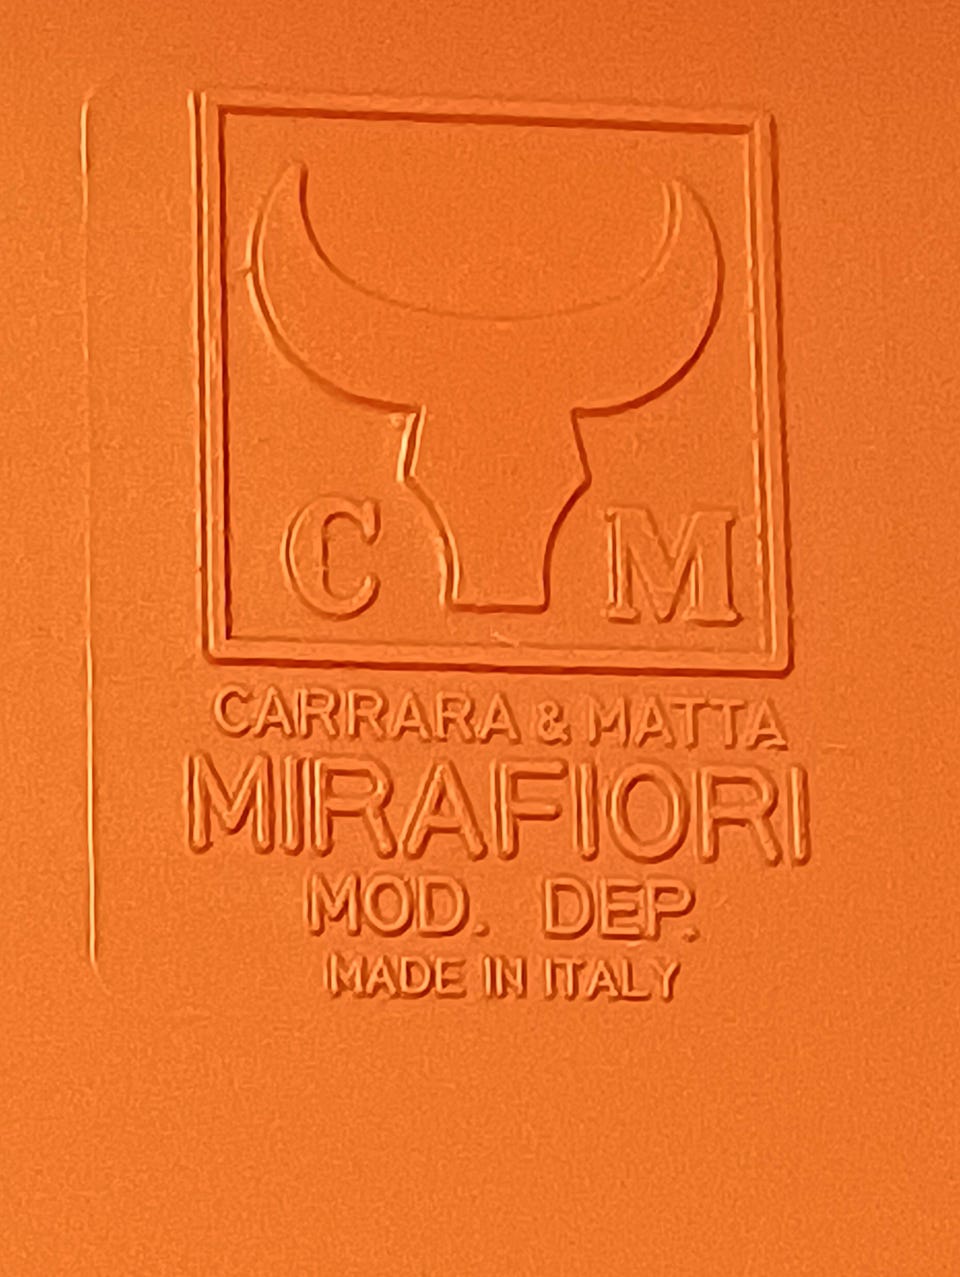 C M
CARRARA & MATTA
MIRAFIORI
MOD. DEP.
MADE IN ITALY